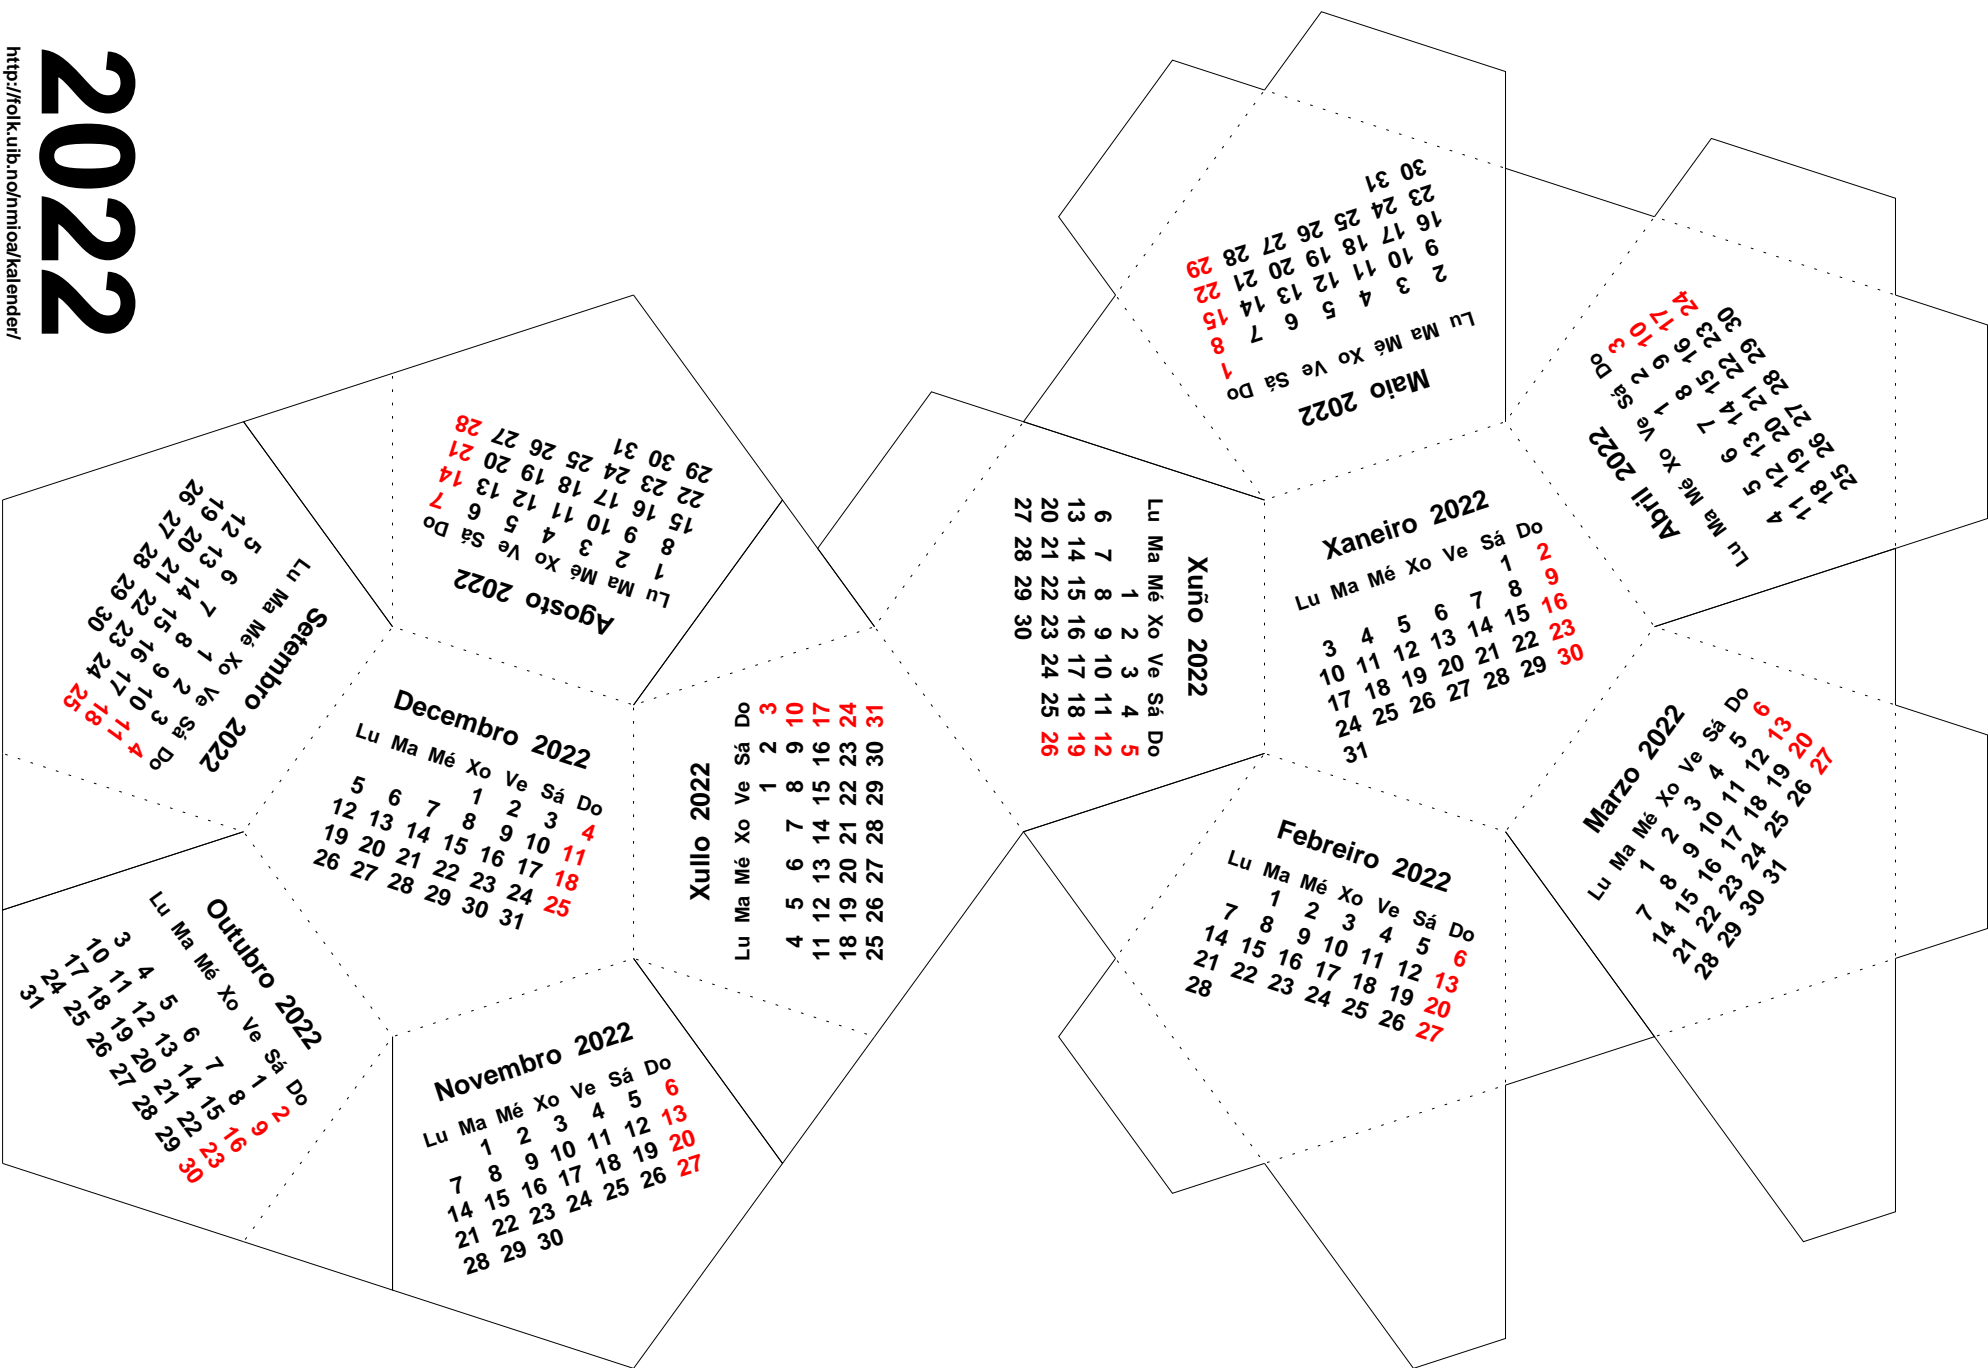 2022
http://folk.uib.no/nmioa/kalender/
Xaneiro 2022
Lu Ma Mé Xo Ve Sá Do
1 2
3 4 5 6 7 8 9
10 11 12 13 14 15 16
17 18 19 20 21 22 23
24 25 26 27 28 29 30
31
Febreiro 2022
Lu Ma Mé Xo Ve Sá Do
1 2 3 4 5 6
7 8 9 10 11 12 13
14 15 16 17 18 19 20
21 22 23 24 25 26 27
28
Marzo 2022
Lu Ma Mé Xo Ve Sá Do
1 2 3 4 5 6
7 8 9 10 11 12 13
14 15 16 17 18 19 20
21 22 23 24 25 26 27
28 29 30 31
Abril 2022
Lu Ma Mé Xo Ve Sá Do
1 2 3
4 5 6 7 8 9 10
11 12 13 14 15 16 17
18 19 20 21 22 23 24
25 26 27 28 29 30
Maio 2022
Lu Ma Mé Xo Ve Sá Do
1
2 3 4 5 6 7 8
9 10 11 12 13 14 15
16 17 18 19 20 21 22
23 24 25 26 27 28 29
30 31
Xuño 2022
Lu Ma Mé Xo Ve Sá Do
1 2 3 4 5
6 7 8 9 10 11 12
13 14 15 16 17 18 19
20 21 22 23 24 25 26
27 28 29 30
Xullo 2022
Lu Ma Mé Xo Ve Sá Do
1 2 3
4 5 6 7 8 9 10
11 12 13 14 15 16 17
18 19 20 21 22 23 24
25 26 27 28 29 30 31
Agosto 2022
Lu Ma Mé Xo Ve Sá Do
1 2 3 4 5 6 7
8 9 10 11 12 13 14
15 16 17 18 19 20 21
22 23 24 25 26 27 28
29 30 31
Setembro 2022
Lu Ma Mé Xo Ve Sá Do
1 2 3 4
5 6 7 8 9 10 11
12 13 14 15 16 17 18
19 20 21 22 23 24 25
26 27 28 29 30
Outubro 2022
Lu Ma Mé Xo Ve Sá Do
1 2
3 4 5 6 7 8 9
10 11 12 13 14 15 16
17 18 19 20 21 22 23
24 25 26 27 28 29 30
31
Novembro 2022
Lu Ma Mé Xo Ve Sá Do
1 2 3 4 5 6
7 8 9 10 11 12 13
14 15 16 17 18 19 20
21 22 23 24 25 26 27
28 29 30
Decembro 2022
Lu Ma Mé Xo Ve Sá Do
1 2 3 4
5 6 7 8 9 10 11
12 13 14 15 16 17 18
19 20 21 22 23 24 25
26 27 28 29 30 31